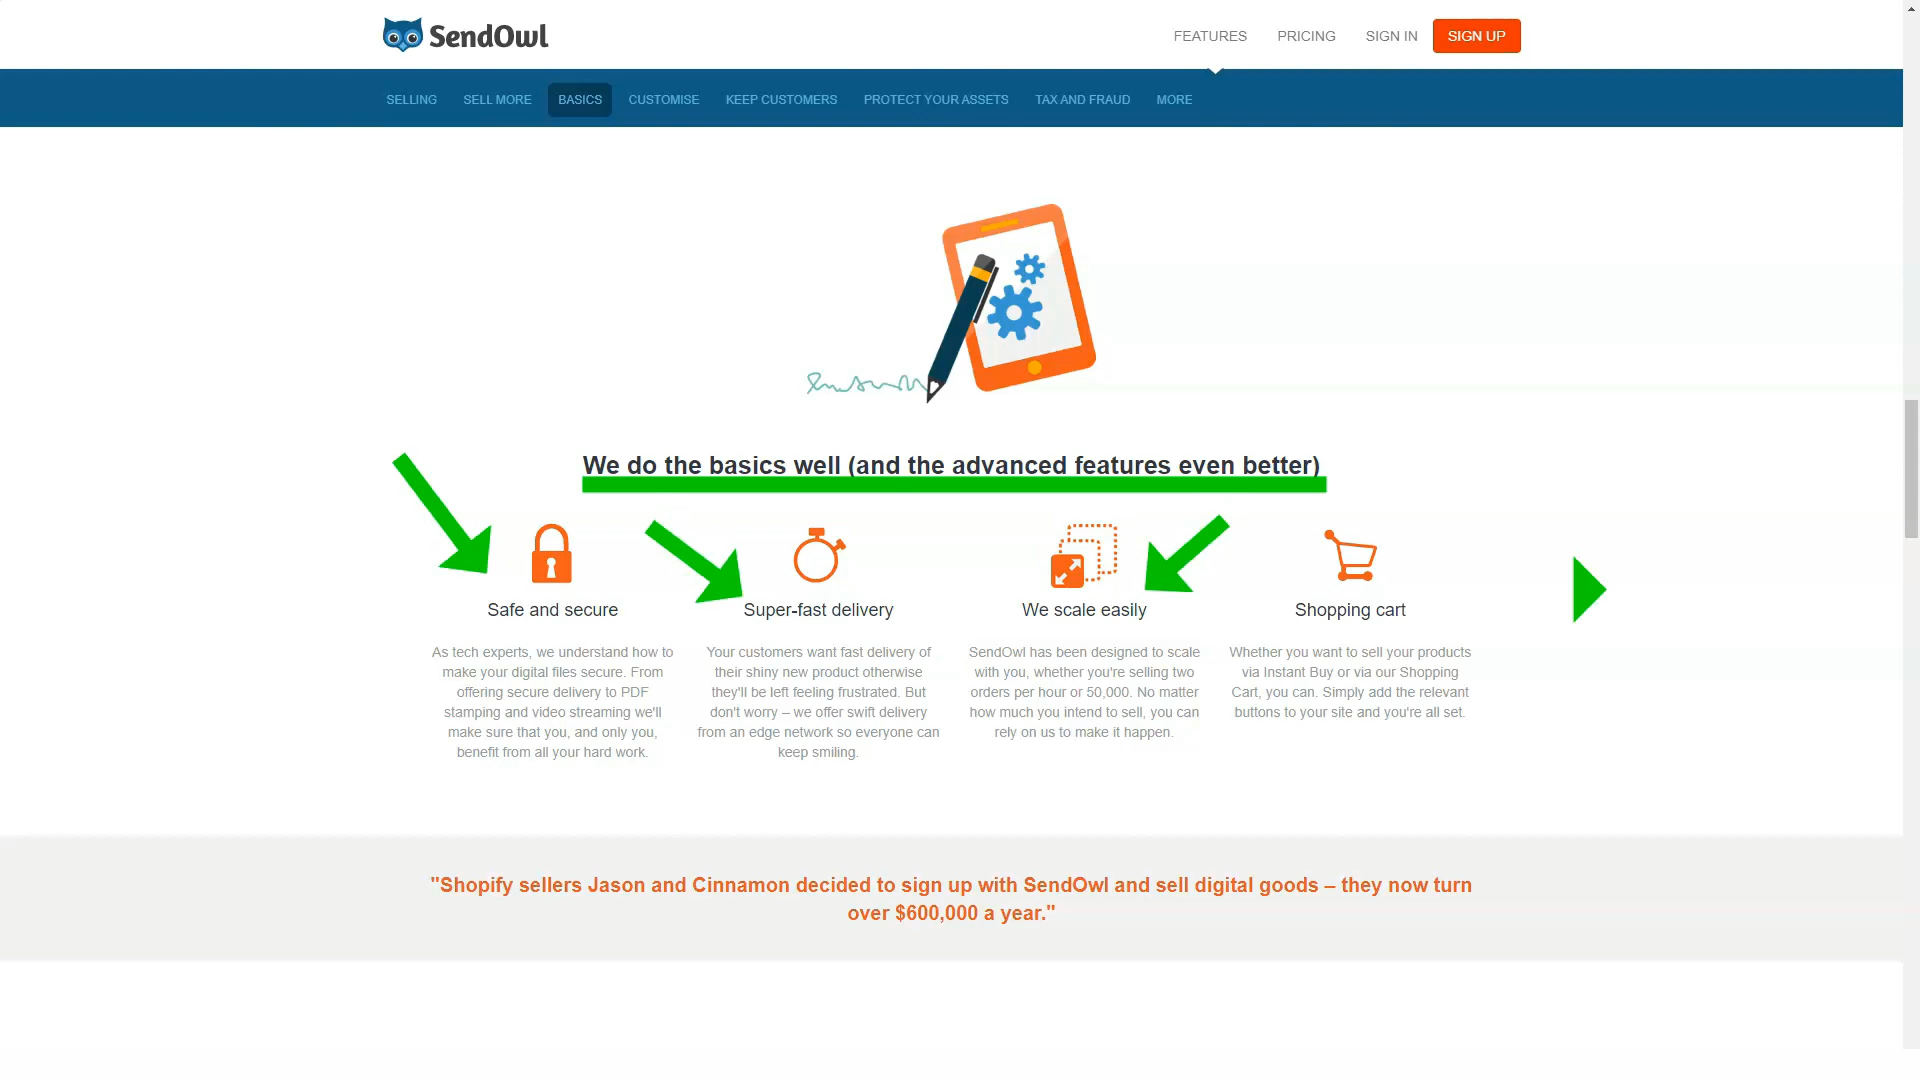 SendOwl
FEATURES PRICING SIGN IN SIGN UP
SELLING SELL MORE BASICS CUSTOMISE KEEP CUSTOMERS PROTECT YOUR ASSETS TAX AND FRAUD MORE
We do the basics well (and the advanced features even better)
Safe and secure
As tech experts, we understand how to
make your digital files secure. From
offering secure delivery to PDF
stamping and video streaming we'll
make sure that you, and only you,
benefit from all your hard work.
Super-fast delivery
Your customers want fast delivery of
their shiny new product otherwise
they'll be left feeling frustrated. But
don't worry – we offer swift delivery
from an edge network so everyone can
keep smiling.
We scale easily
SendOwl has been designed to scale
with you, whether you're selling two
orders per hour or 50,000. No matter
how much you intend to sell, you can
rely on us to make it happen.
Shopping cart
Whether you want to sell your products
via Instant Buy or via our Shopping
Cart, you can. Simply add the relevant
buttons to your site and you're all set.
"Shopify sellers Jason and Cinnamon decided to sign up with SendOwl and sell digital goods – they now turn
over $600,000 a year."